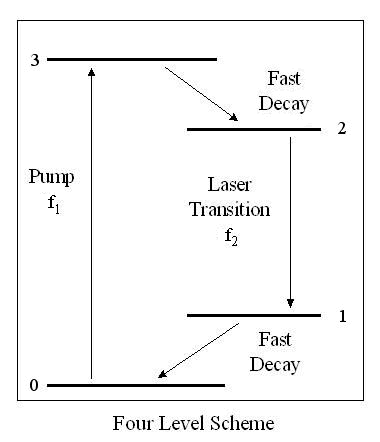 3
Fast
Decay
2
Pump
f1
Laser
Transition
f2
1
Fast
Decay
0
Four Level Scheme